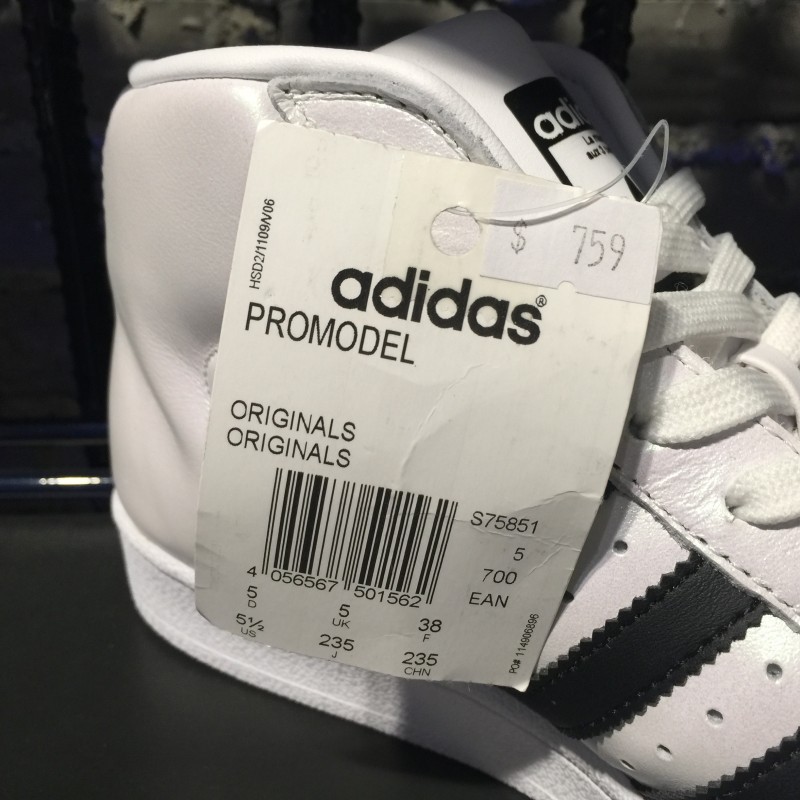 $ 759
HSD2/1109/V06
adidas®
PROMODEL
ORIGINALS
ORIGINALS
S75851
5
700
EAN
4 056567 501562
5 5 38
D UK F
5½ 235 235
US J CHN
PO# 114906896
adi